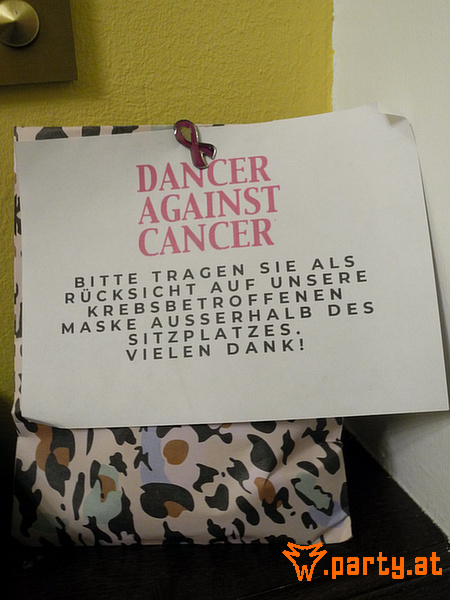 DANCER
AGAINST
CANCER
BITTE TRAGEN SIE ALS
RÜCKSICHT AUF UNSERE
KREBSBETROFFENEN
MASKE AUSSERHALB DES
SITZPLATZES.
VIELEN DANK!
.party.at